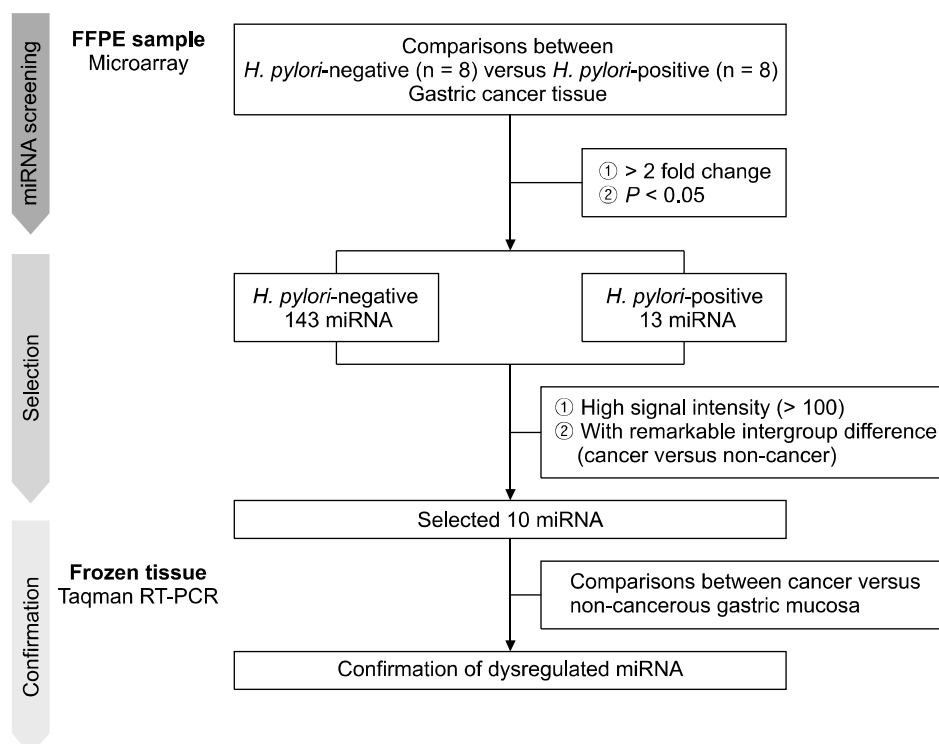 miRNA screening
FFPE sample
Microarray
Comparisons between
H. pylori-negative (n = 8) versus H. pylori-positive (n = 8)
Gastric cancer tissue
① > 2 fold change
② P < 0.05
Selection
H. pylori-negative
143 miRNA
H. pylori-positive
13 miRNA
① High signal intensity (> 100)
② With remarkable intergroup difference
(cancer versus non-cancer)
Selected 10 miRNA
Confirmation
Frozen tissue
Taqman RT-PCR
Comparisons between cancer versus
non-cancerous gastric mucosa
Confirmation of dysregulated miRNA